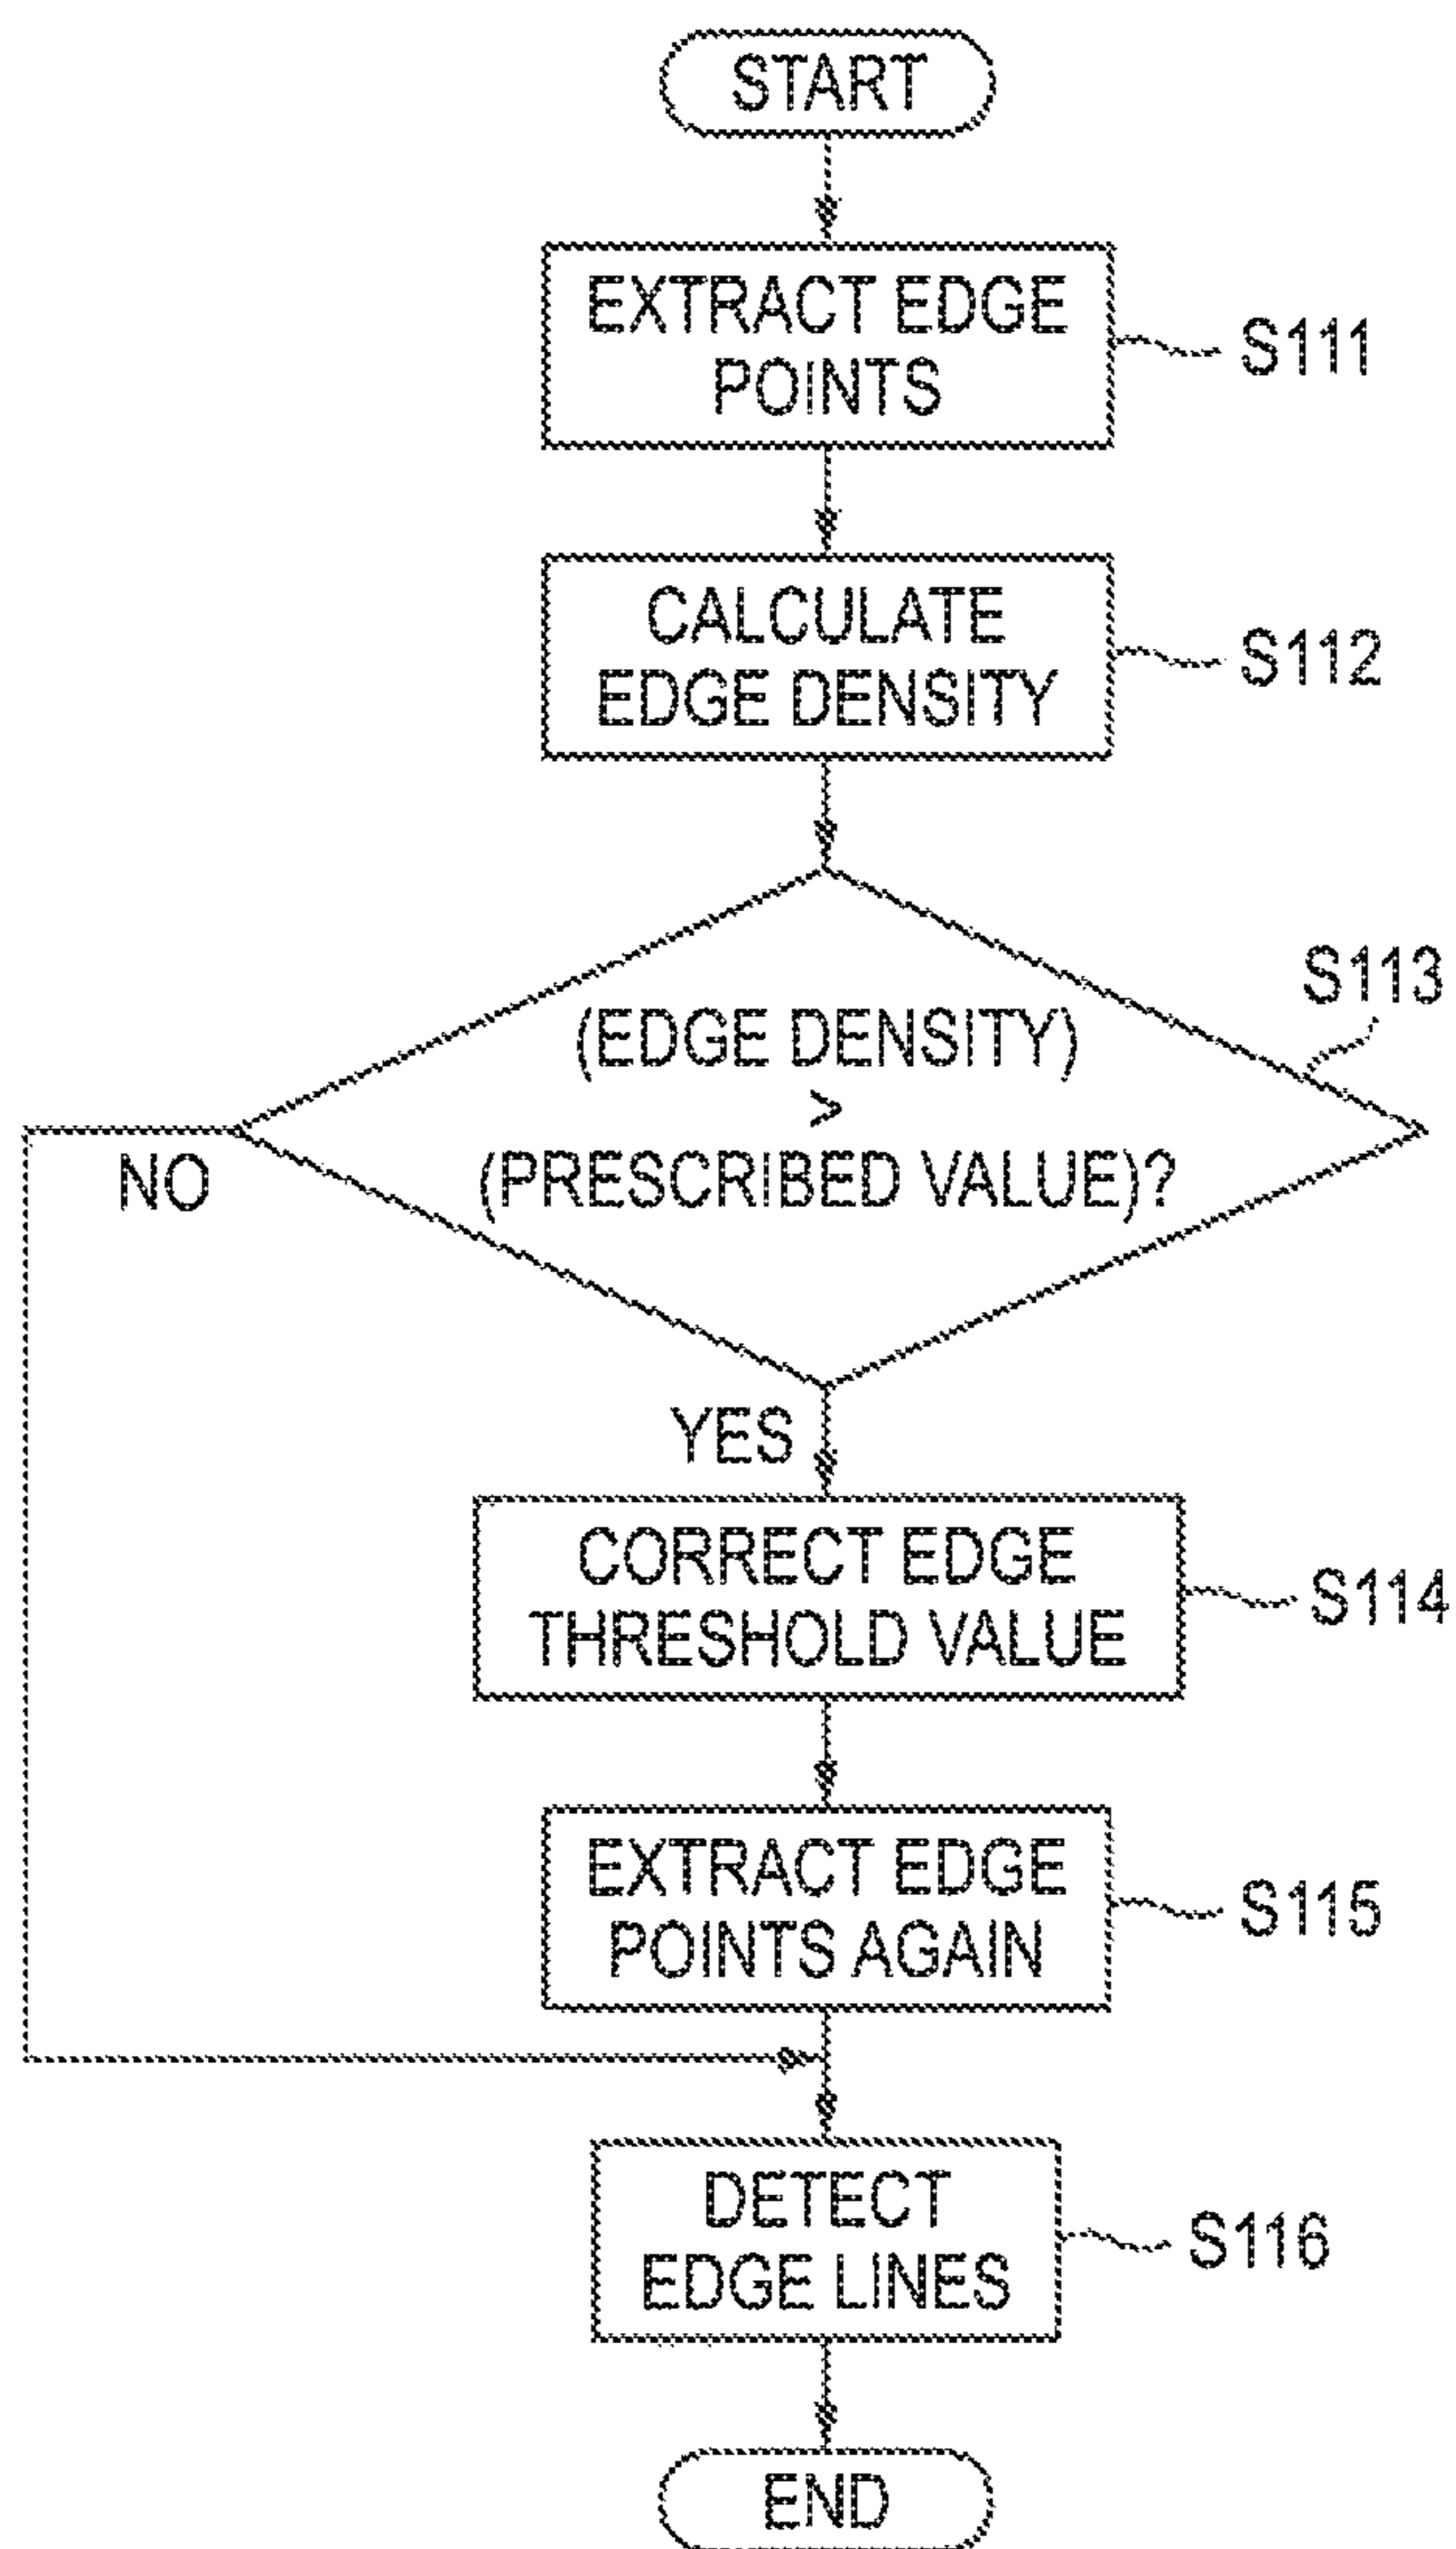 START
EXTRACT EDGE
POINTS
S111
CALCULATE
EDGE DENSITY
S112
S113
(EDGE DENSITY)
>
(PRESCRIBED VALUE)?
NO
YES
CORRECT EDGE
THRESHOLD VALUE
S114
EXTRACT EDGE
POINTS AGAIN
S115
DETECT
EDGE LINES
S116
END